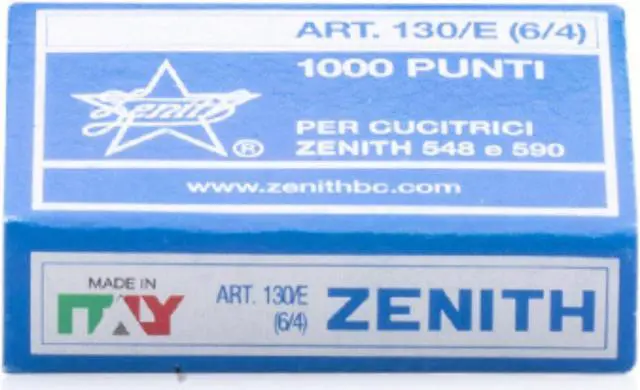 ART. 130/E (6/4)
1000 PUNTI
Zenith
®
PER CUCITRICI
ZENITH 548 e 590
www.zenithbc.com
MADE IN
ITALY
ART. 130/E
(6/4)
ZENITH